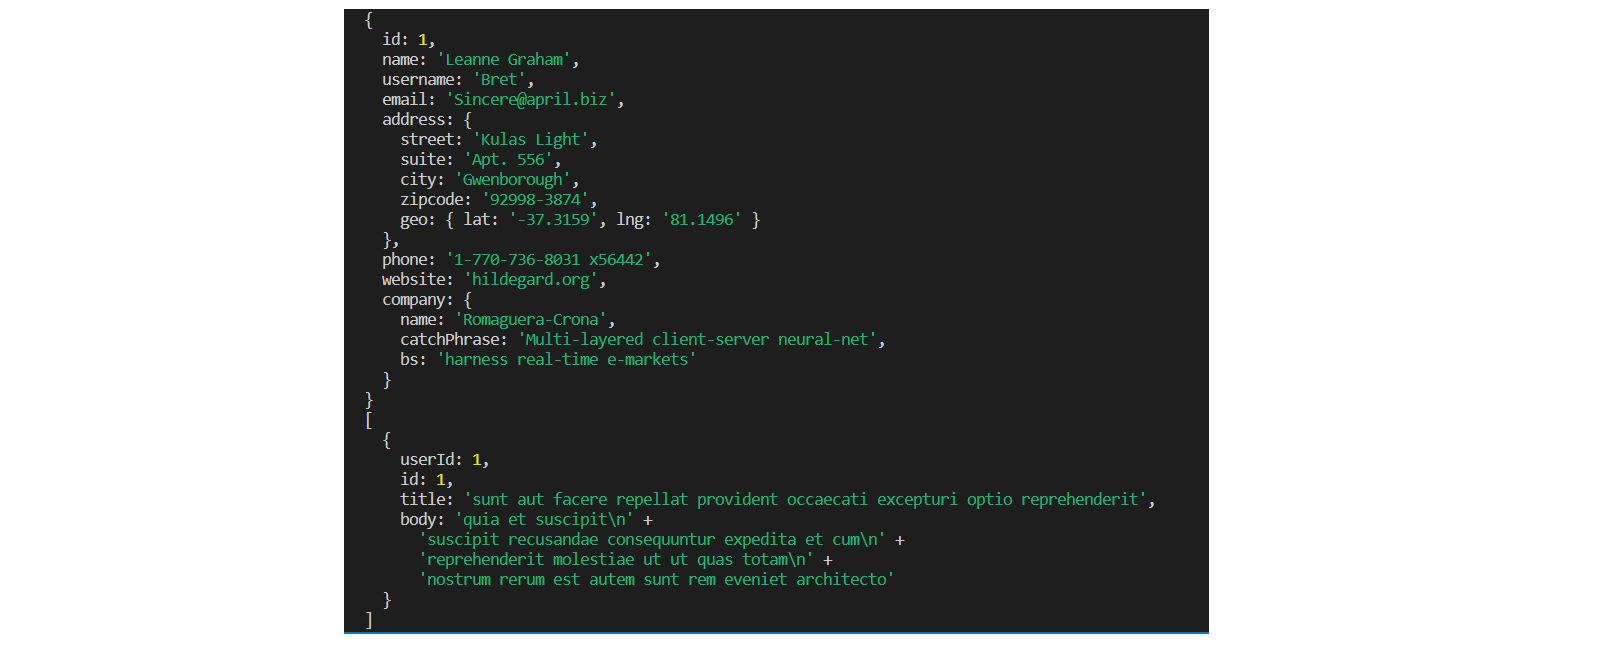 {
  id: 1,
  name: 'Leanne Graham',
  username: 'Bret',
  email: 'Sincere@april.biz',
  address: {
    street: 'Kulas Light',
    suite: 'Apt. 556',
    city: 'Gwenborough',
    zipcode: '92998-3874',
    geo: { lat: '-37.3159', lng: '81.1496' }
  },
  phone: '1-770-736-8031 x56442',
  website: 'hildegard.org',
  company: {
    name: 'Romaguera-Crona',
    catchPhrase: 'Multi-layered client-server neural-net',
    bs: 'harness real-time e-markets'
  }
}
[
  {
    userId: 1,
    id: 1,
    title: 'sunt aut facere repellat provident occaecati excepturi optio reprehenderit',
    body: 'quia et suscipit\n' +
      'suscipit recusandae consequuntur expedita et cum\n' +
      'reprehenderit molestiae ut ut quas totam\n' +
      'nostrum rerum est autem sunt rem eveniet architecto'
  }
]